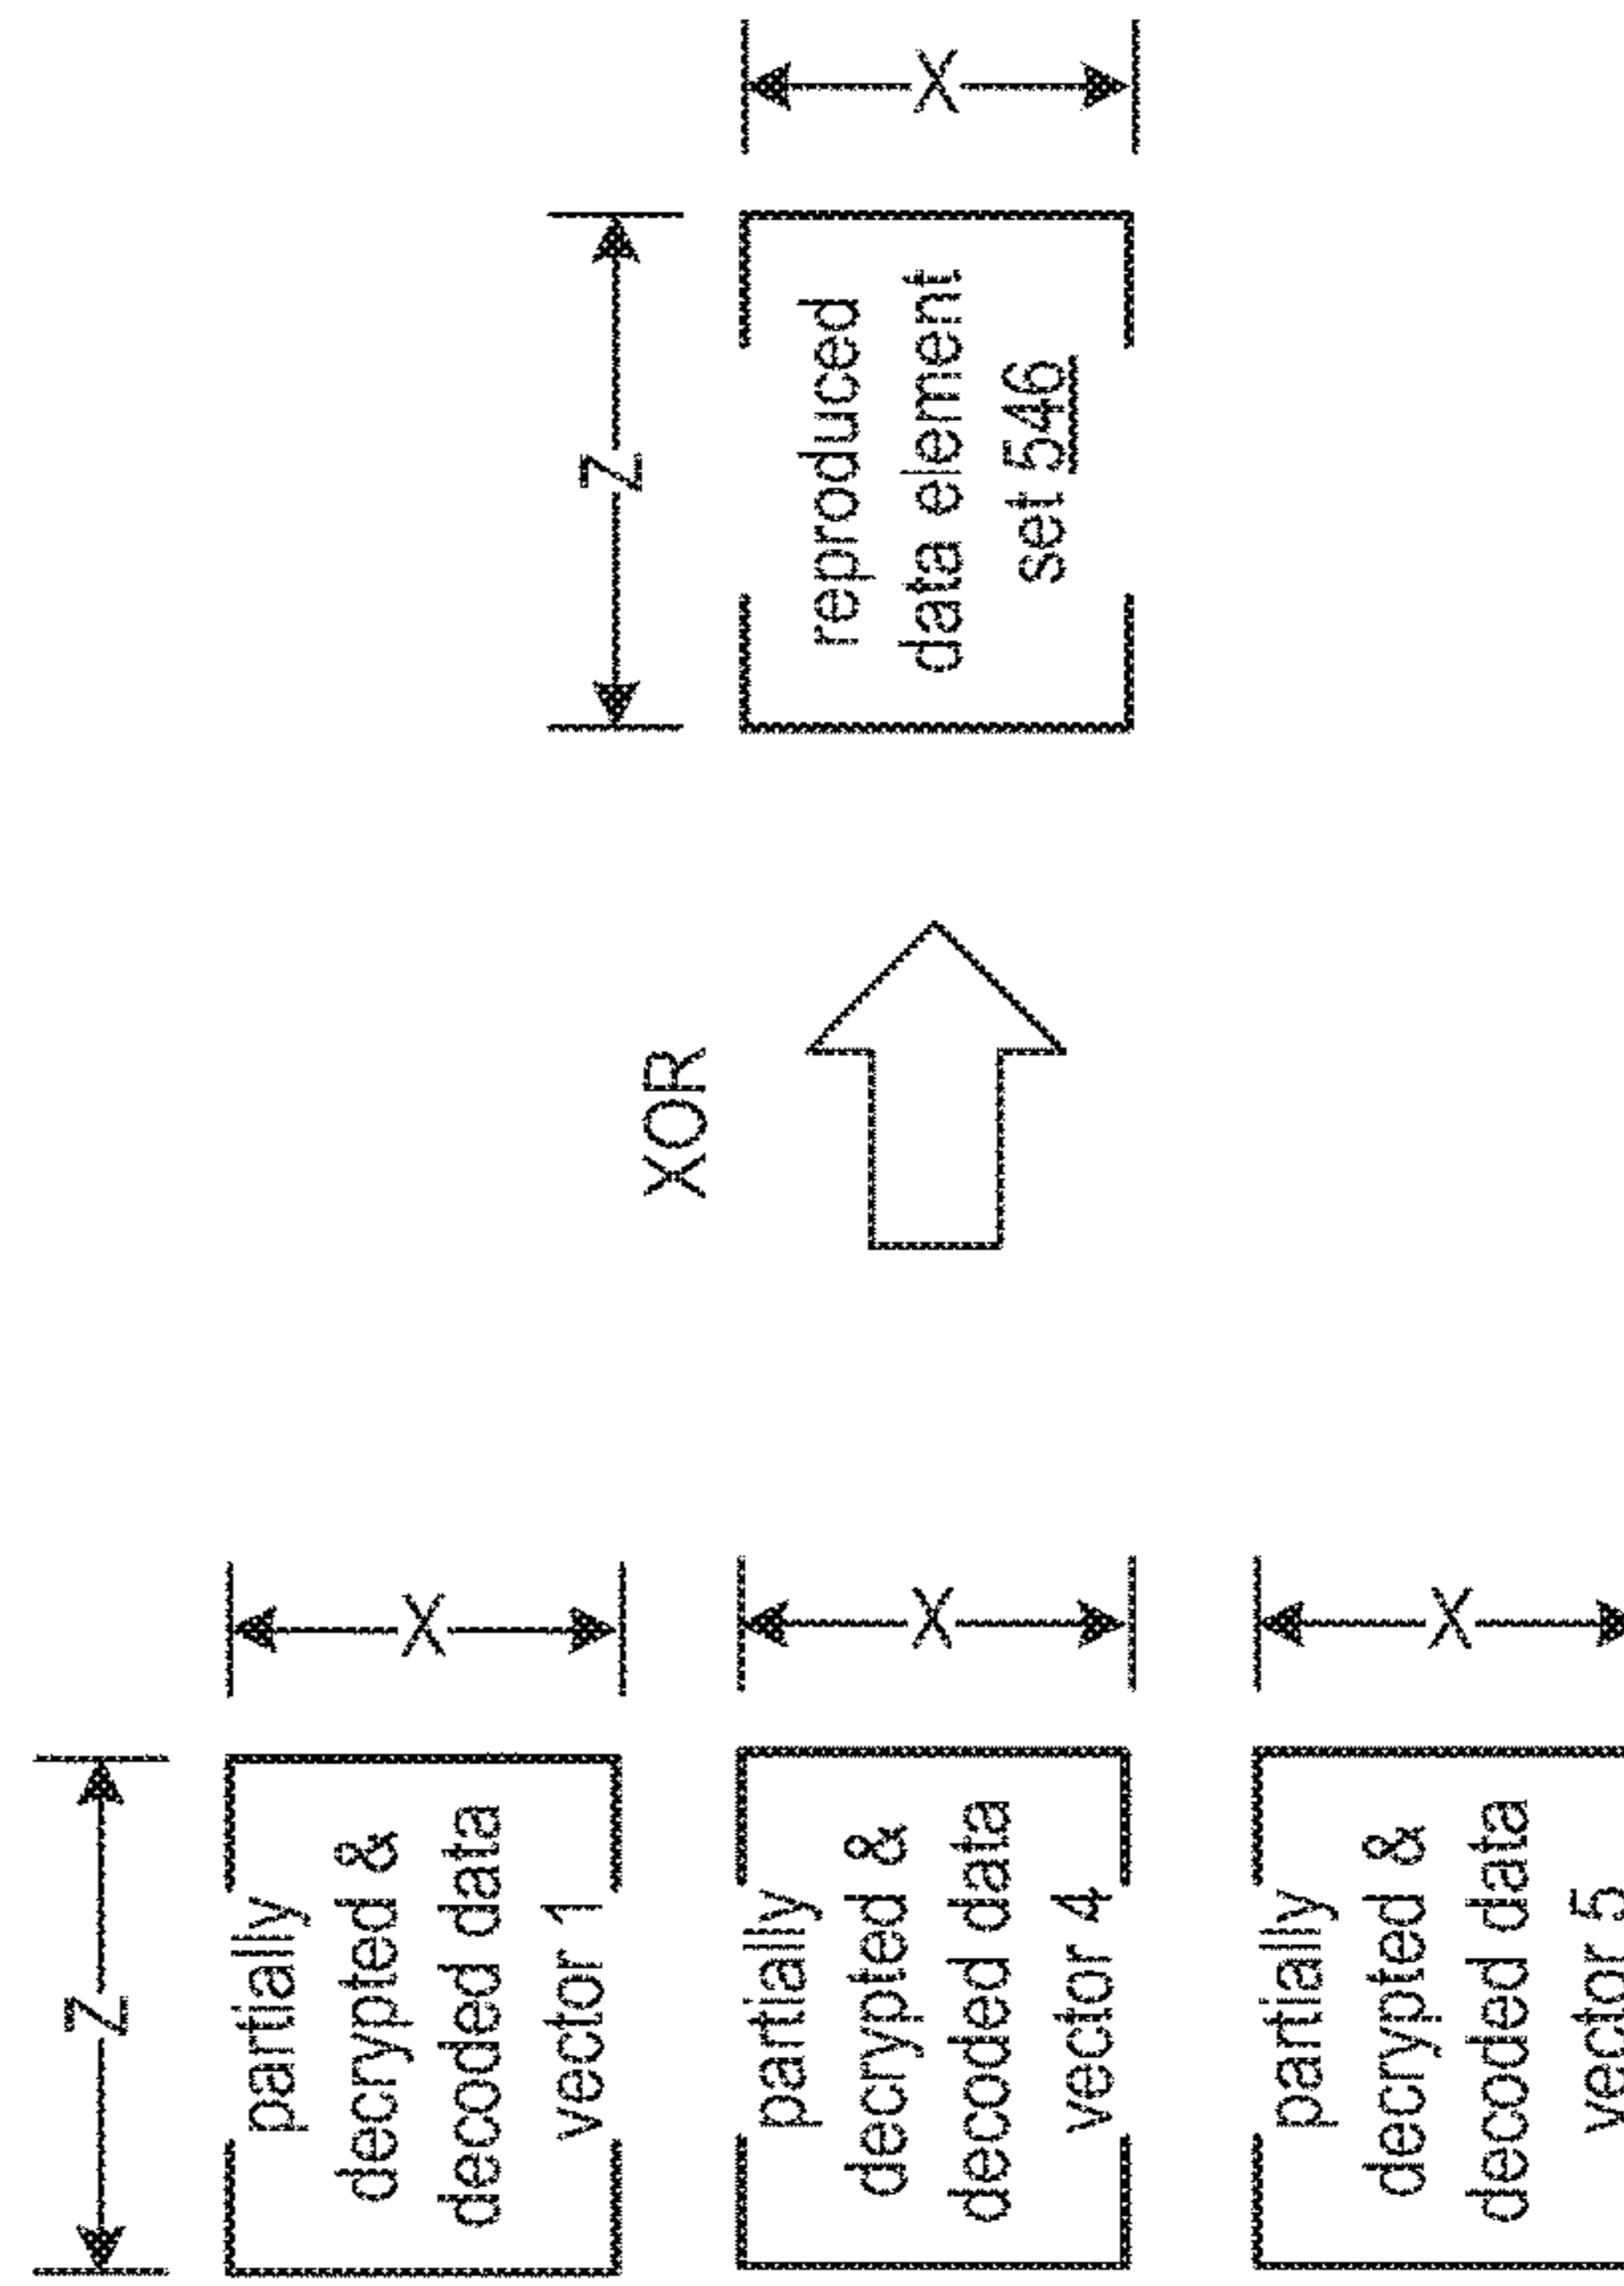 Z
partially
decrypted &
decoded data
vector 1
X
partially
decrypted &
decoded data
vector 4
X
partially
decrypted &
decoded data
vector 5
X
XOR
Z
reproduced
data element
set 546
X